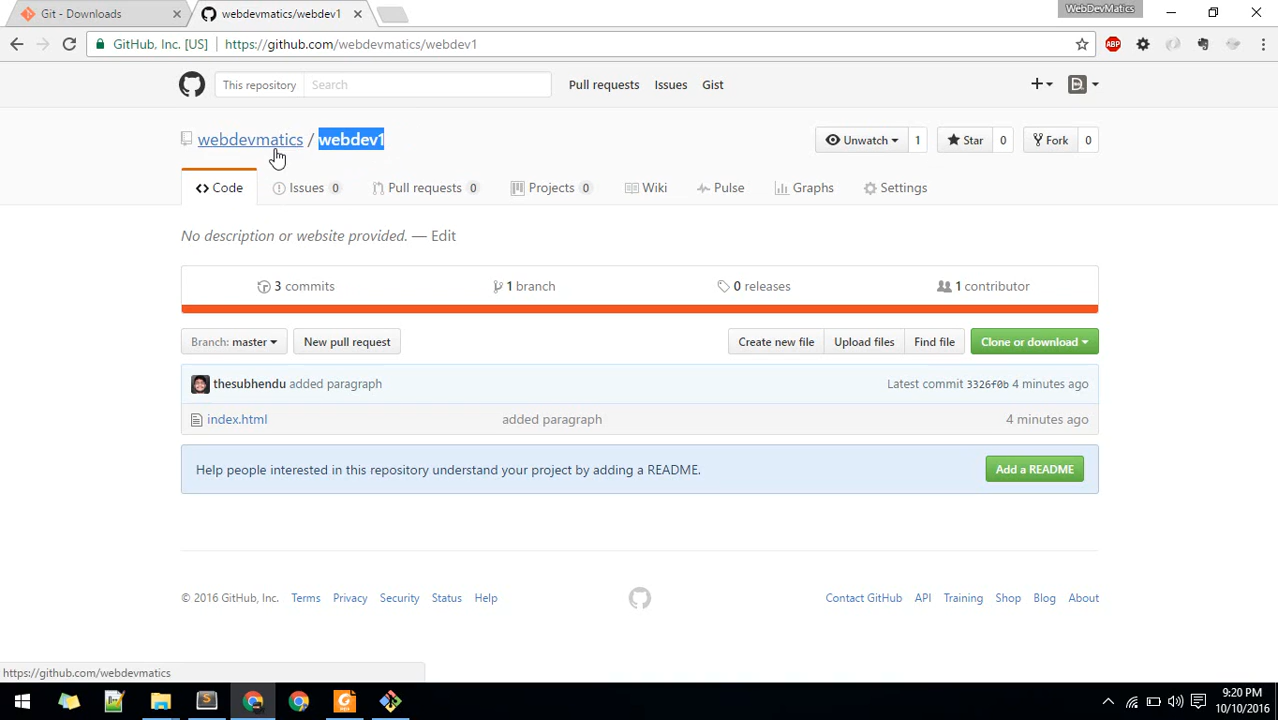 Git - Downloads
webdevmatics/webdev1
WebDevMatics
GitHub, Inc. [US]
https://github.com/webdevmatics/webdev1
ABP
This repository
Search
Pull requests
Issues
Gist
webdevmatics / webdev1
Unwatch 1
Star 0
Fork 0
Code
Issues 0
Pull requests 0
Projects 0
Wiki
Pulse
Graphs
Settings
No description or website provided. — Edit
3 commits
1 branch
0 releases
1 contributor
Branch: master
New pull request
Create new file
Upload files
Find file
Clone or download
thesubhendu added paragraph
Latest commit 3326f0b 4 minutes ago
index.html
added paragraph
4 minutes ago
Help people interested in this repository understand your project by adding a README.
Add a README
© 2016 GitHub, Inc.
Terms
Privacy
Security
Status
Help
Contact GitHub
API
Training
Shop
Blog
About
https://github.com/webdevmatics
9:20 PM
10/10/2016